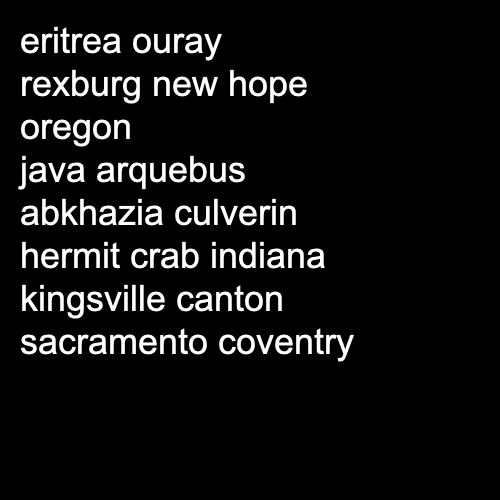 eritrea ouray
rexburg new hope
oregon
java arquebus
abkhazia culverin
hermit crab indiana
kingsville canton
sacramento coventry